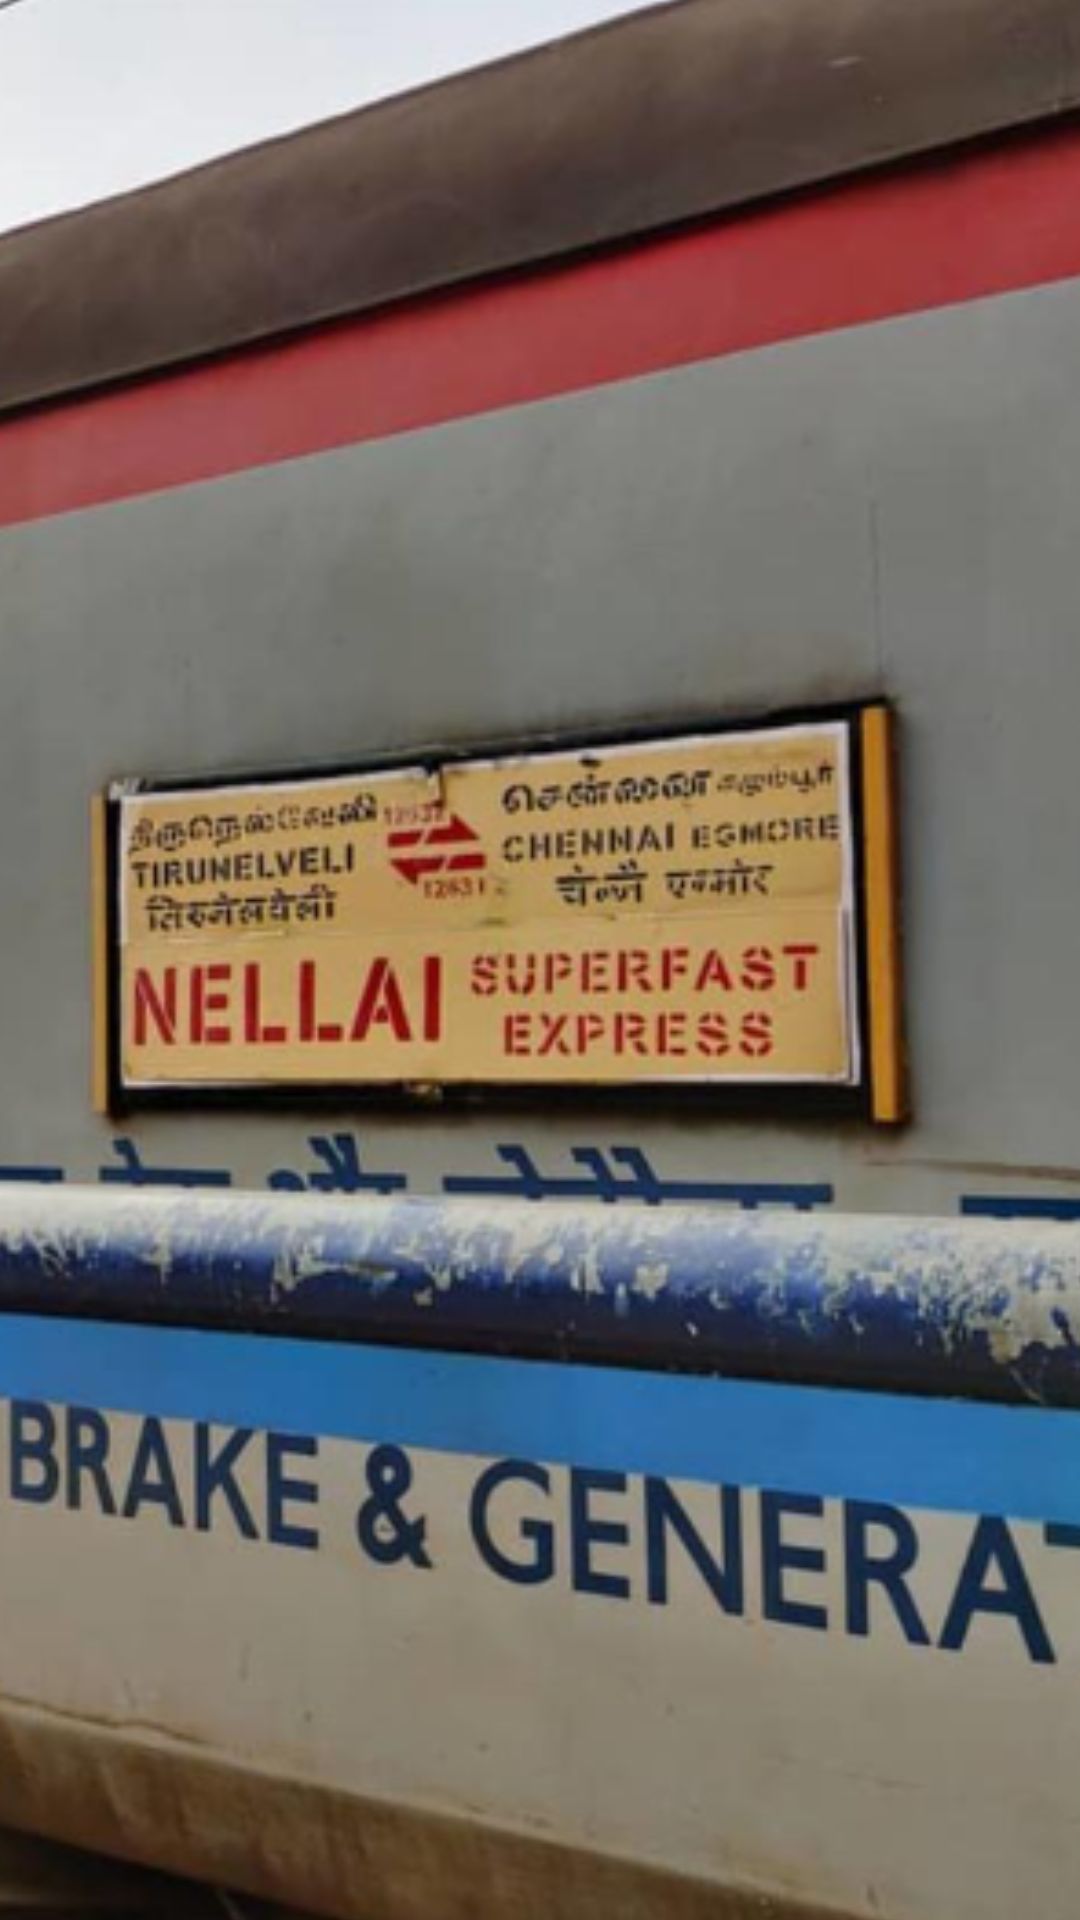 திருநெல்வேலி
TIRUNELVELI
तिरुनेलवेली
12632
12631
சென்னை எழும்பூர்
CHENNAI EGMORE
चेन्नै एग्मोर
NELLAI SUPERFAST
EXPRESS
BRAKE & GENERAT